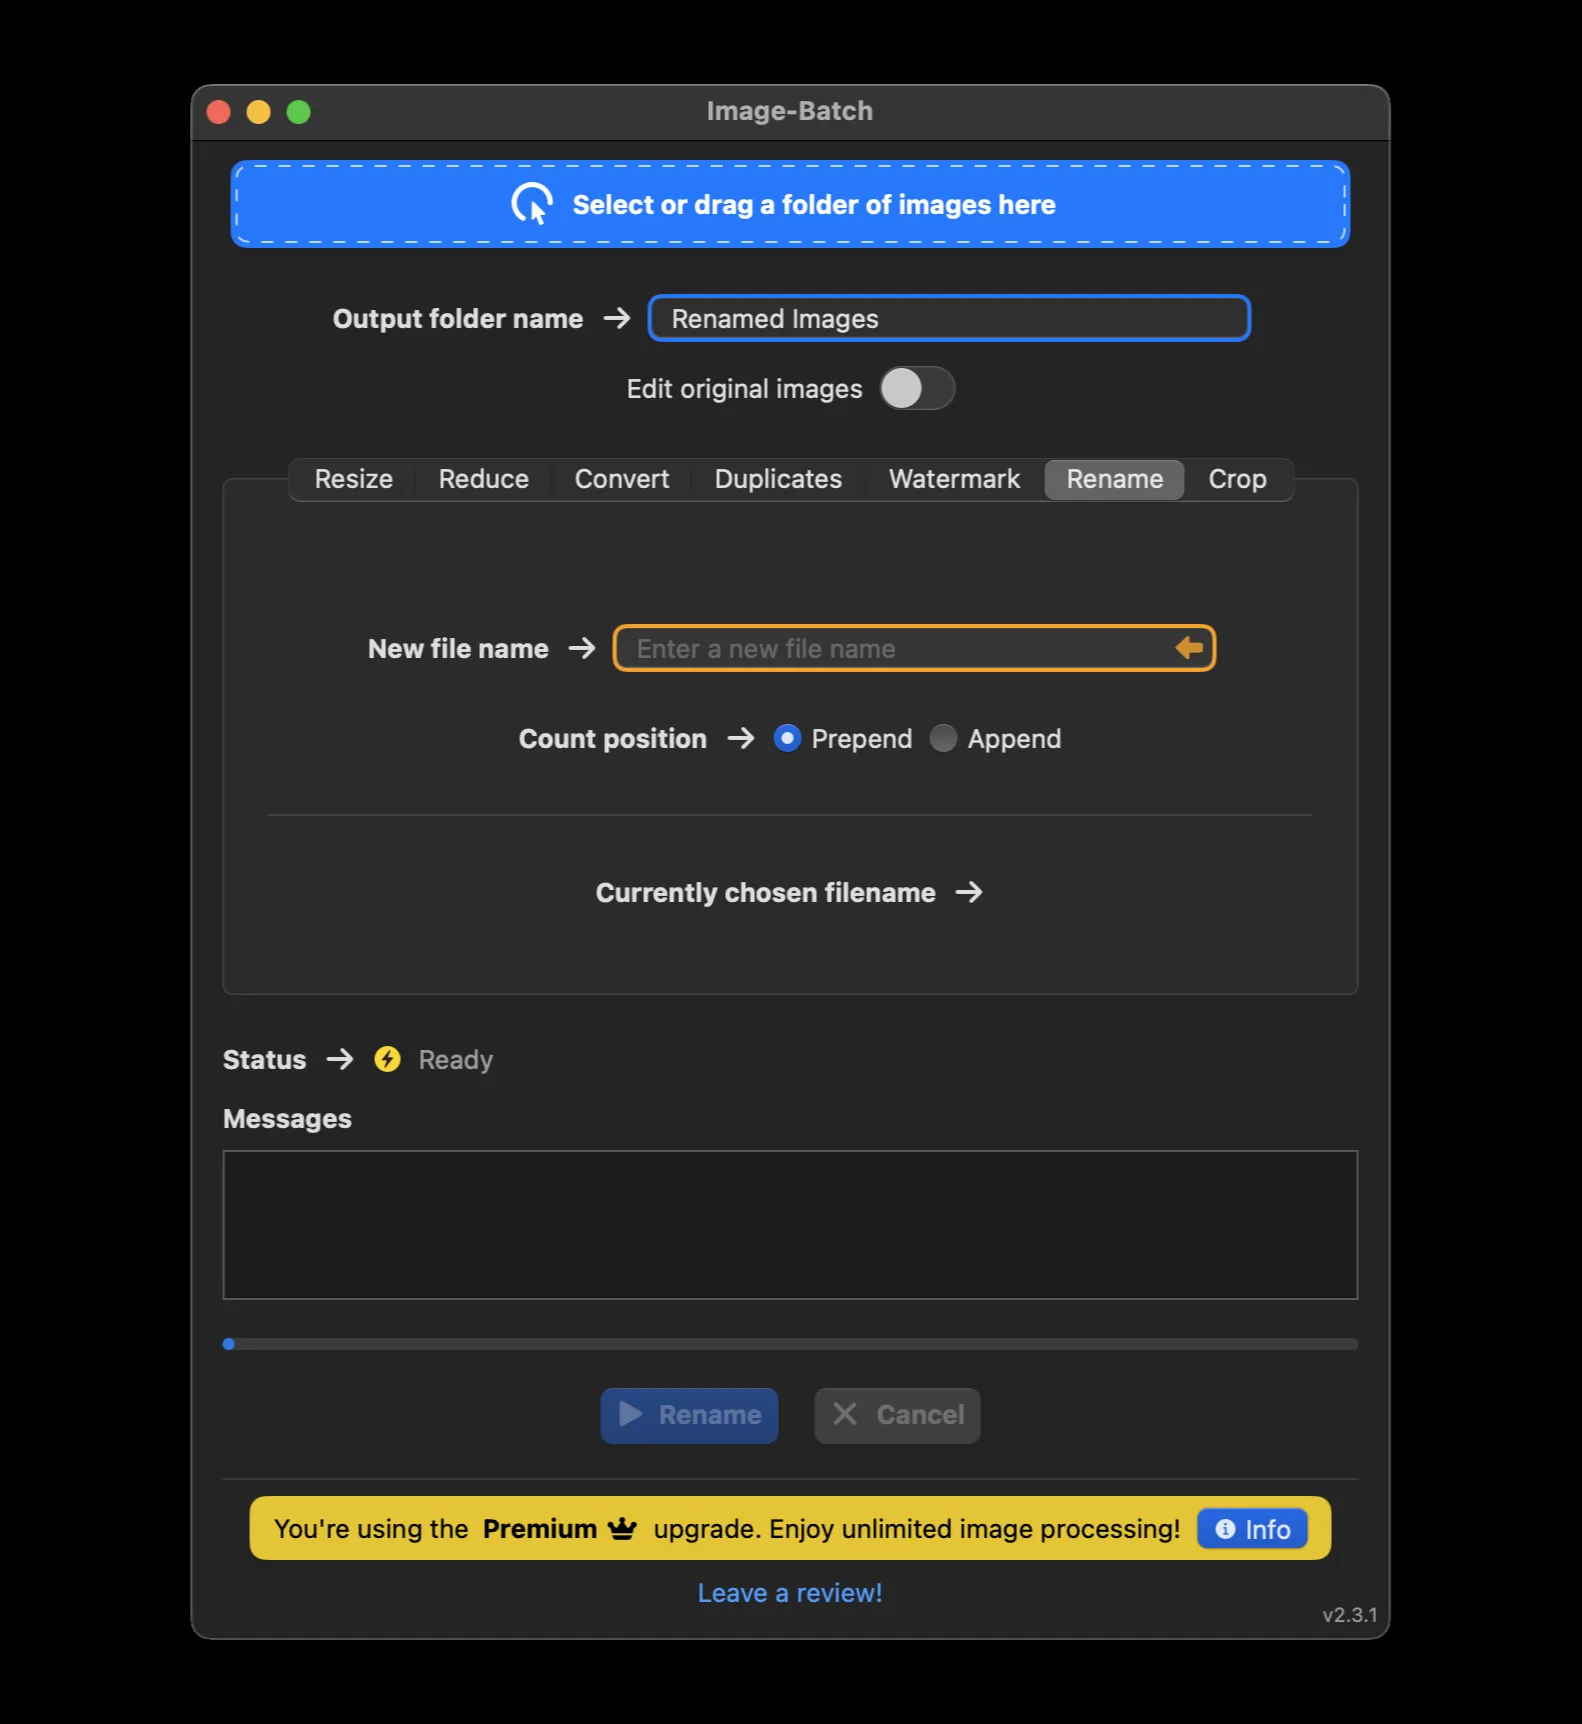 Image-Batch
Select or drag a folder of images here
Output folder name → Renamed Images
Edit original images
Resize Reduce Convert Duplicates Watermark Rename Crop
New file name → Enter a new file name
Count position → Prepend Append
Currently chosen filename →
Status → Ready
Messages
Rename Cancel
You're using the Premium upgrade. Enjoy unlimited image processing! Info
Leave a review!
v2.3.1